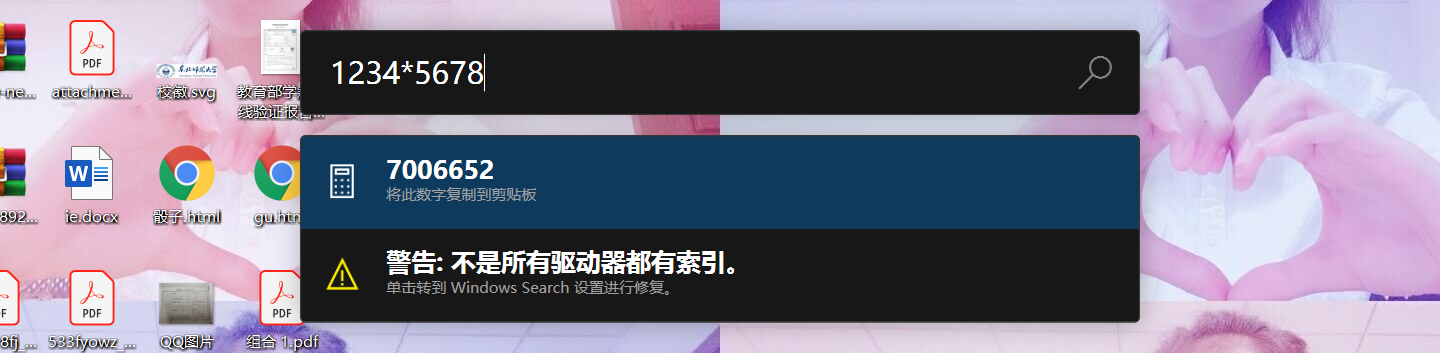 1234*5678
7006652
将此数字复制到剪贴板
警告: 不是所有驱动器都有索引。
单击转到 Windows Search 设置进行修复。
-ne...
PDF
attachme...
东北师范大学
校徽.svg
教育部学
线验证报告...
892...
W
ie.docx
骰子.html
gu.htm
8fj_...
PDF
533fyowz_...
QQ图片
PDF
组合 1.pdf